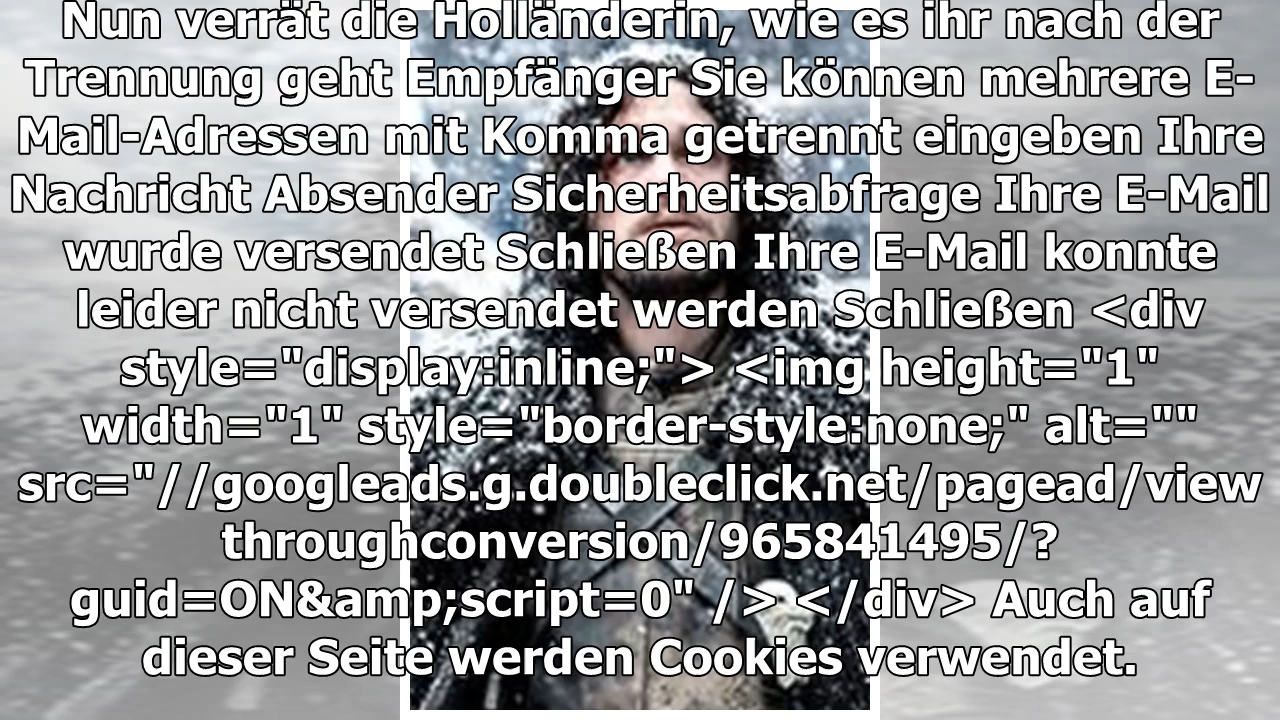 Nun verrät die Holländerin, wie es ihr nach der
Trennung geht Empfänger Sie können mehrere E-
Mail-Adressen mit Komma getrennt eingeben Ihre
Nachricht Absender Sicherheitsabfrage Ihre E-Mail
wurde versendet Schließen Ihre E-Mail konnte
leider nicht versendet werden Schließen <div
style="display:inline;"> <img height="1"
width="1" style="border-style:none;" alt=""
src="//googleads.g.doubleclick.net/pagead/view
throughconversion/965841495/?
guid=ON&amp;script=0" /> </div> Auch auf
dieser Seite werden Cookies verwendet.